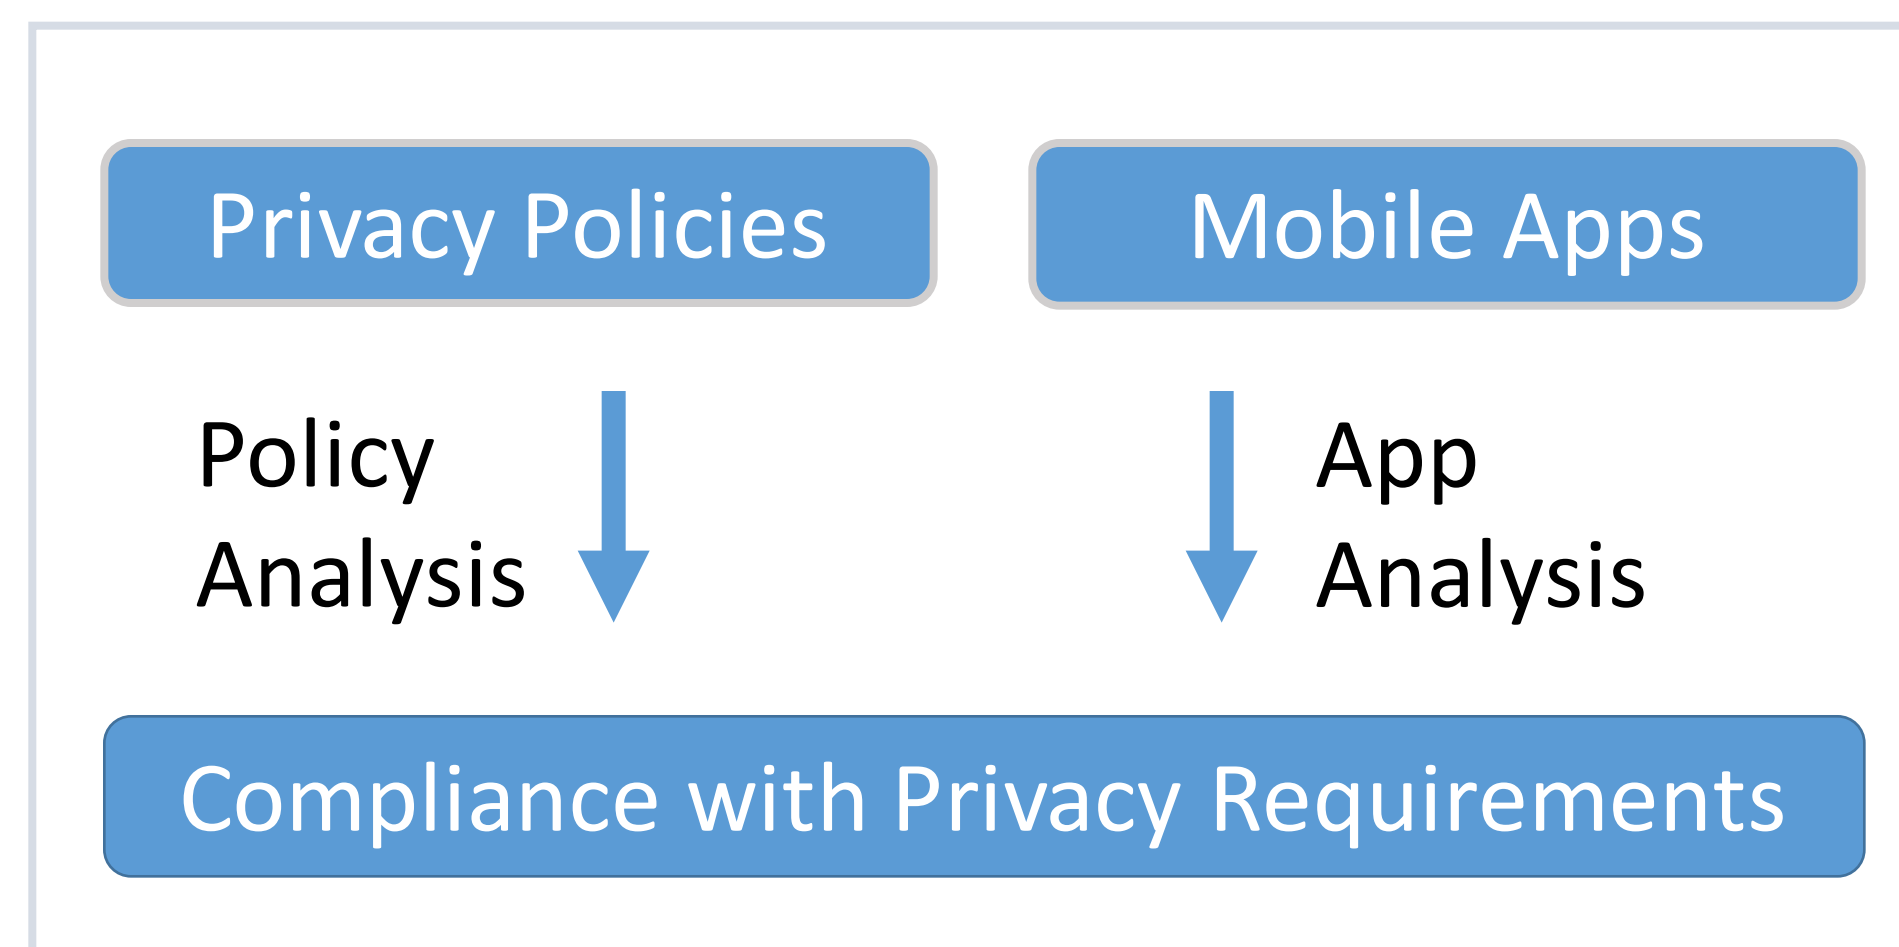 Privacy Policies
Mobile Apps
Policy
Analysis
App
Analysis
Compliance with Privacy Requirements